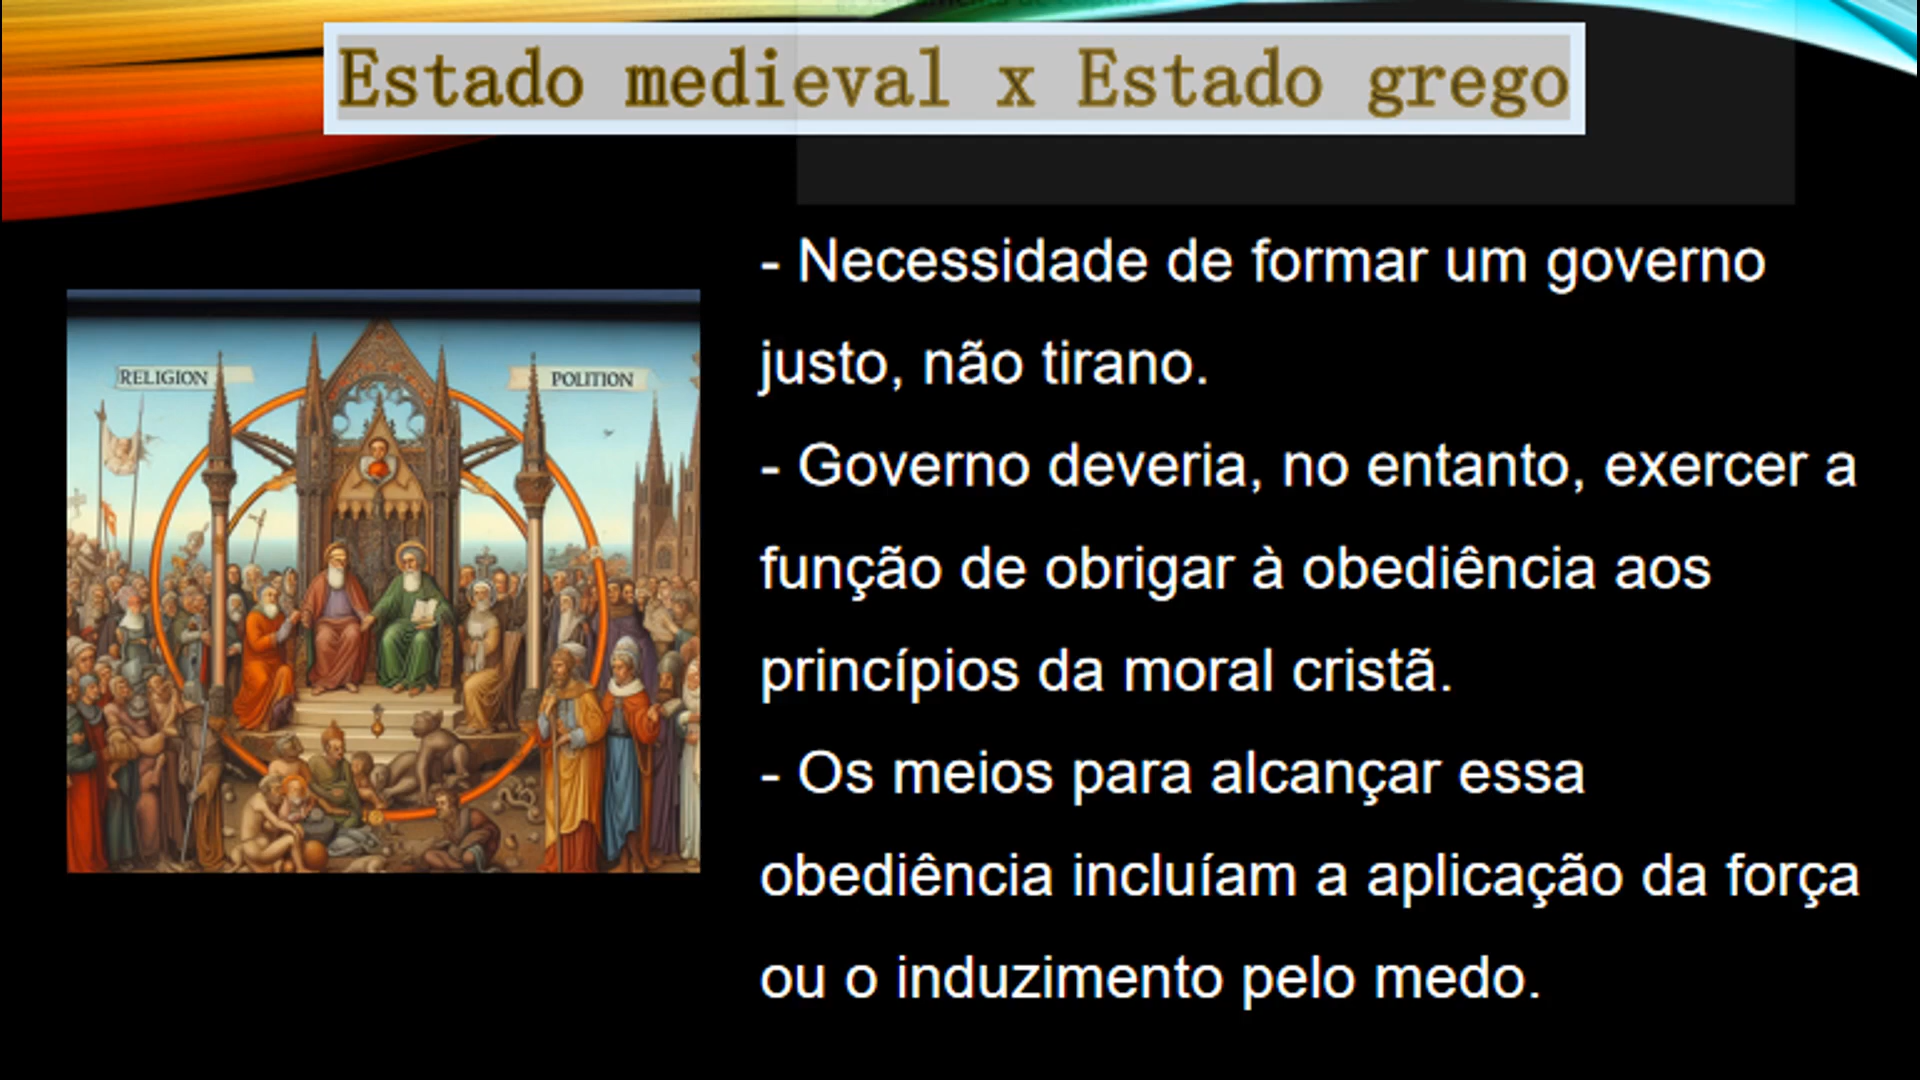 Estado medieval x Estado grego
RELIGION
POLITION
- Necessidade de formar um governo
justo, não tirano.
- Governo deveria, no entanto, exercer a
função de obrigar à obediência aos
princípios da moral cristã.
- Os meios para alcançar essa
obediência incluíam a aplicação da força
ou o induzimento pelo medo.